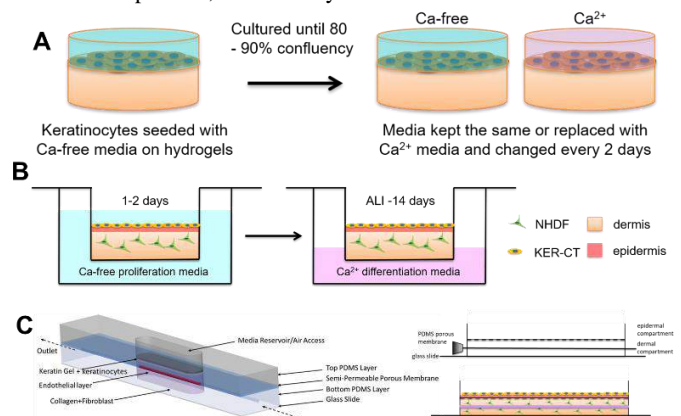 A
Cultured until 80
- 90% confluency
Ca-free
Ca²⁺
Keratinocytes seeded with
Ca-free media on hydrogels
Media kept the same or replaced with
Ca²⁺ media and changed every 2 days
B
1-2 days
ALI -14 days
Ca-free proliferation media
Ca²⁺ differentiation media
NHDF
dermis
KER-CT
epidermis
C
Outlet
Media Reservoir/Air Access
Keratin Gel + Keratinocytes
Endothelial layer
Collagen+Fibroblast
Top PDMS Layer
Semi-Permeable Porous Membrane
Bottom PDMS Layer
Glass Slide
PDMS porous
membrane
glass slide
epidermal
compartment
dermal
compartment